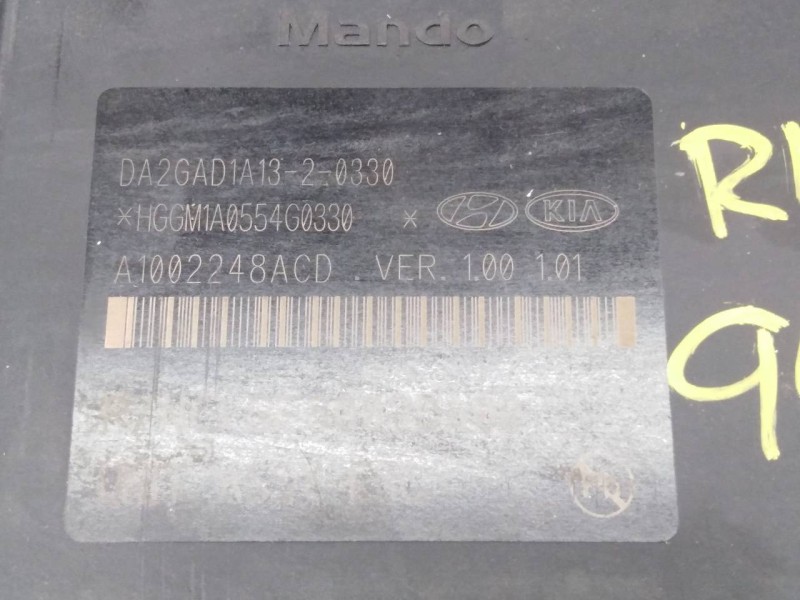 Mando
DA2GAD1A13-2-0330
*HGGM1A0554G0330 *
KIA
A1002248ACD . VER. 1.00 1.01